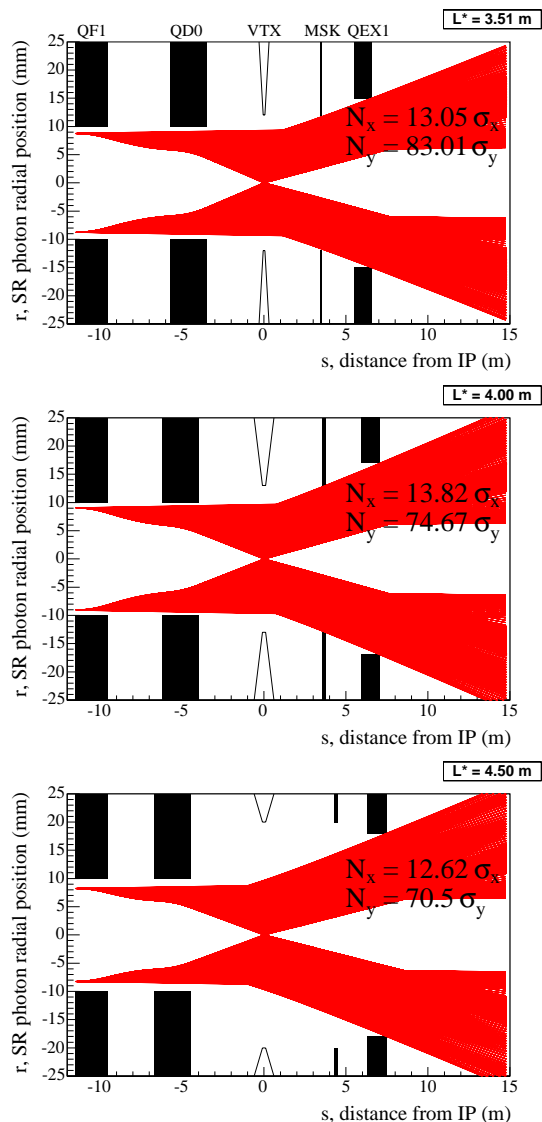 L* = 3.51 m
QF1 QD0 VTX MSK QEX1
25
20
15
10
5
0
-5
-10
-15
-20
-25
N_x = 13.05 σ_x
N_y = 83.01 σ_y
-10 -5 0 5 10 15
r, SR photon radial position (mm)
s, distance from IP (m)
L* = 4.00 m
25
20
15
10
5
0
-5
-10
-15
-20
-25
N_x = 13.82 σ_x
N_y = 74.67 σ_y
-10 -5 0 5 10 15
r, SR photon radial position (mm)
s, distance from IP (m)
L* = 4.50 m
25
20
15
10
5
0
-5
-10
-15
-20
-25
N_x = 12.62 σ_x
N_y = 70.5 σ_y
-10 -5 0 5 10 15
r, SR photon radial position (mm)
s, distance from IP (m)